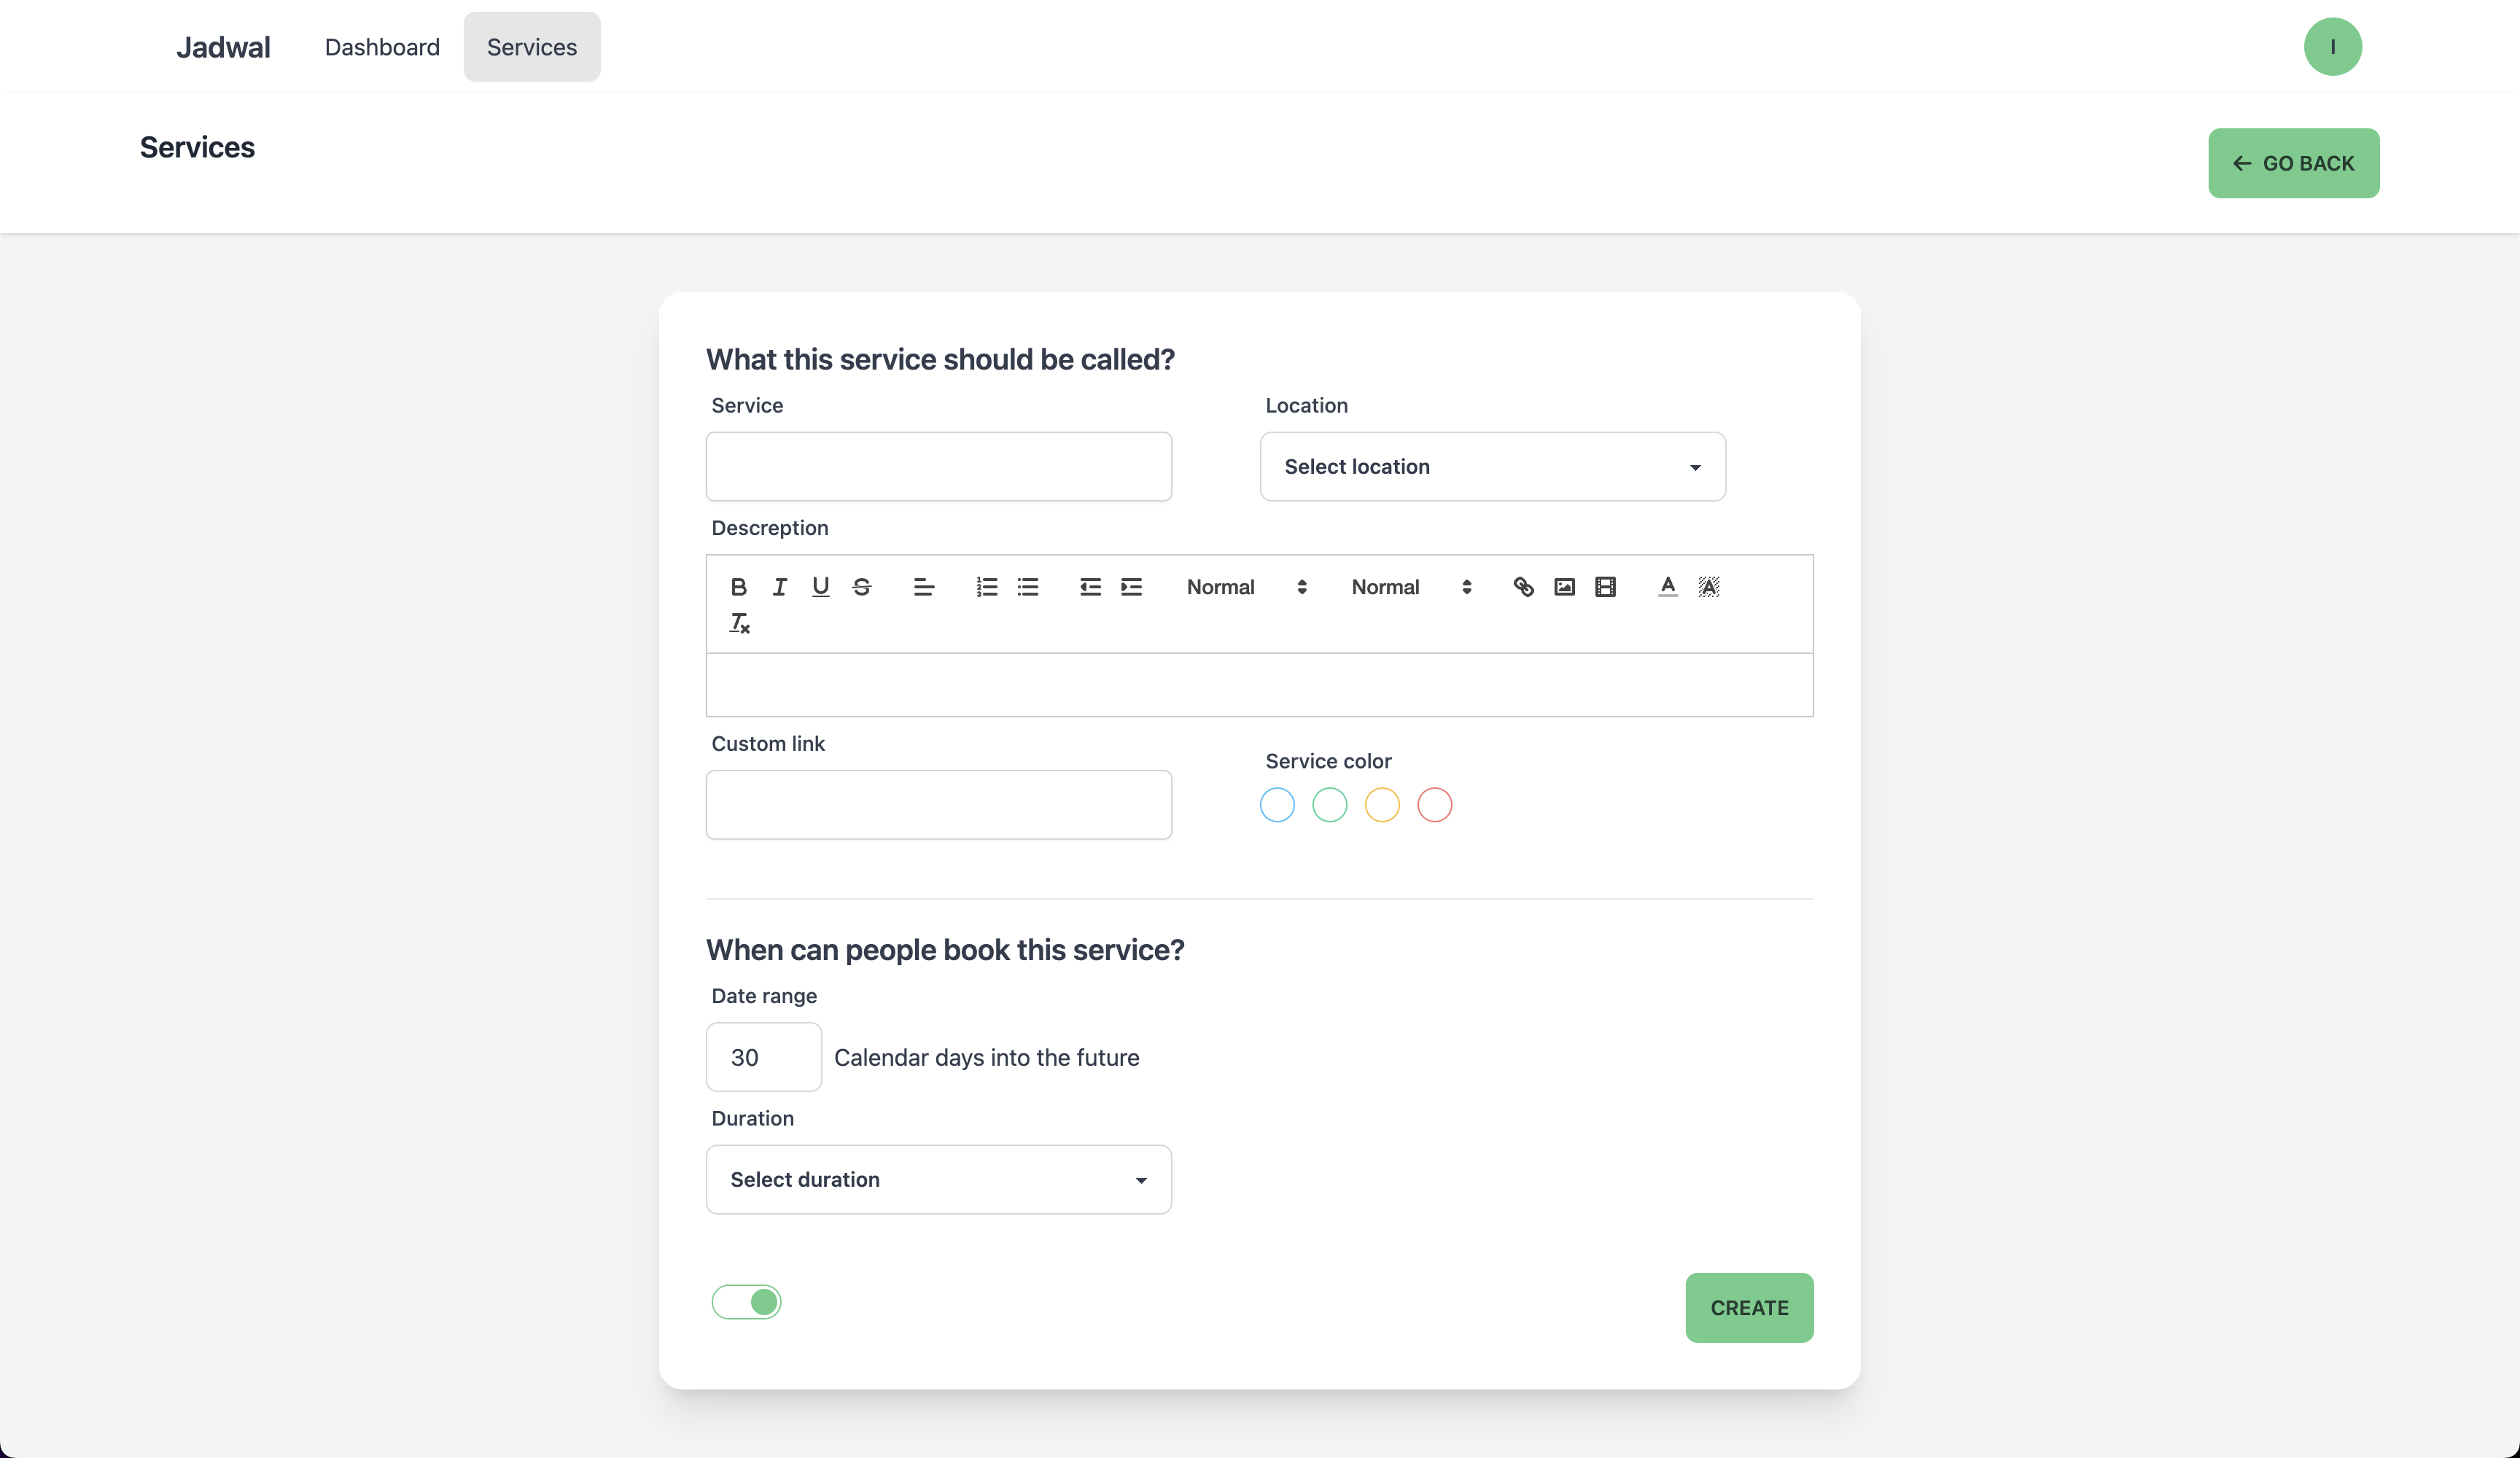 Jadwal Dashboard Services I
Services
GO BACK
What this service should be called?
Service Location
Select location
Descreption
Normal Normal
Custom link
Service color
When can people book this service?
Date range
30 Calendar days into the future
Duration
Select duration
CREATE